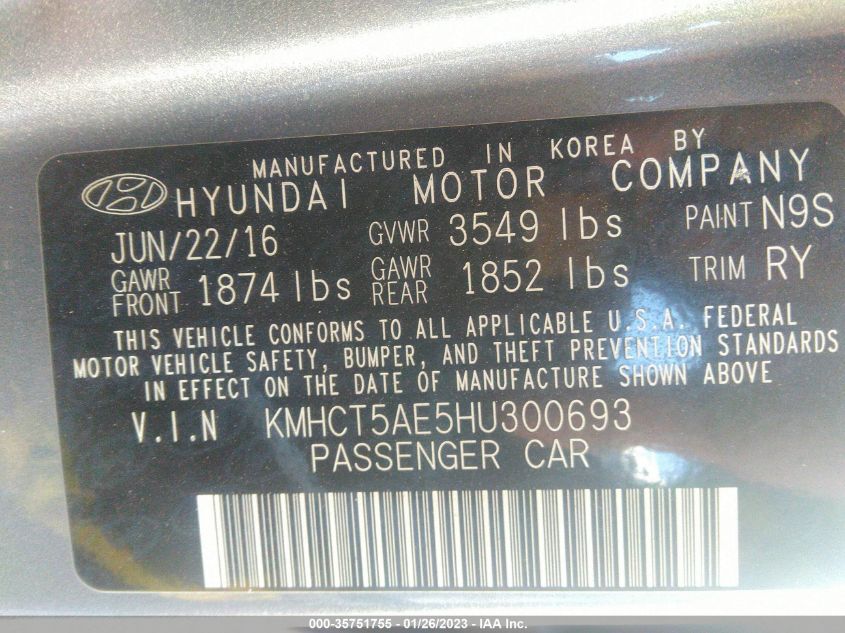 MANUFACTURED IN KOREA BY
HYUNDAI MOTOR COMPANY
JUN/22/16 GVWR 3549 lbs PAINT N9S
GAWR FRONT 1874 lbs GAWR REAR 1852 lbs TRIM RY
THIS VEHICLE CONFORMS TO ALL APPLICABLE U.S.A. FEDERAL
MOTOR VEHICLE SAFETY, BUMPER, AND THEFT PREVENTION STANDARDS
IN EFFECT ON THE DATE OF MANUFACTURE SHOWN ABOVE
V.I.N KMHCT5AE5HU300693
PASSENGER CAR
000-35751755 - 01/26/2023 - IAA Inc.